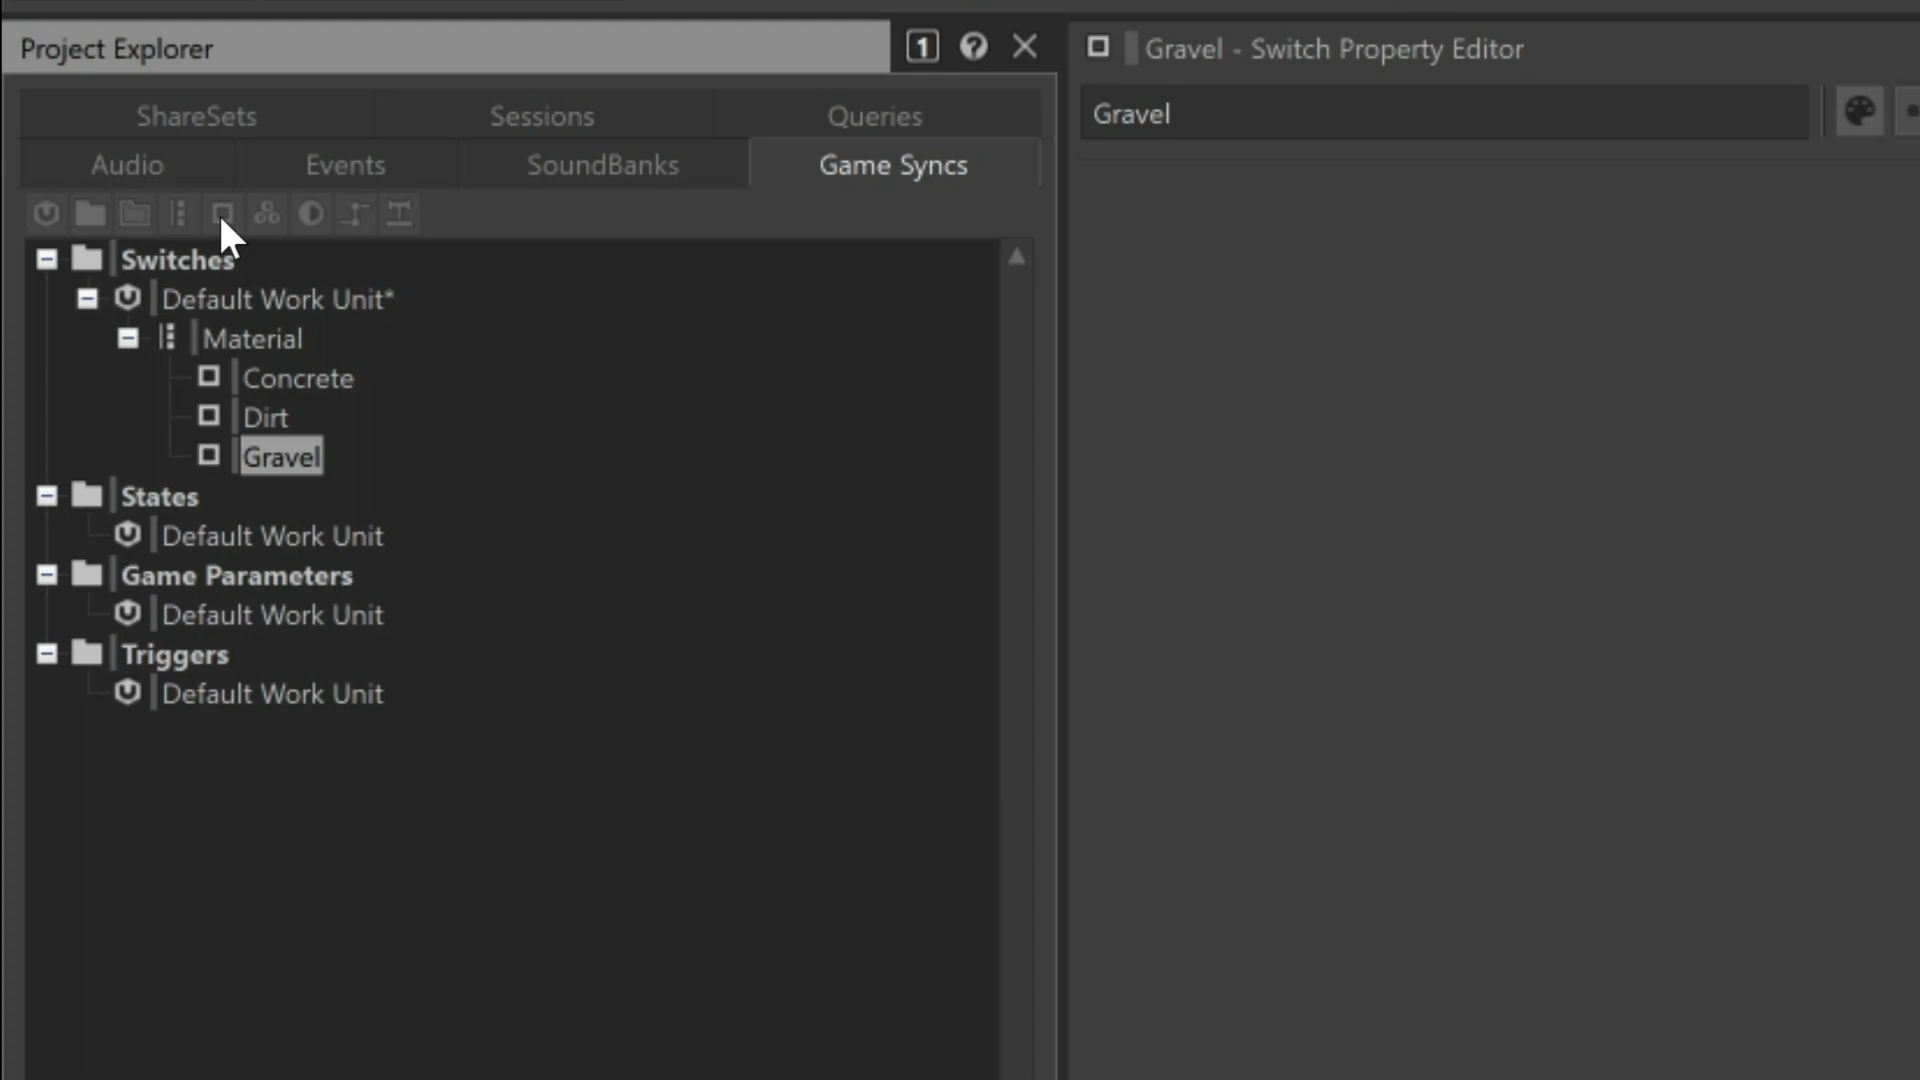 Project Explorer
1
Gravel - Switch Property Editor
ShareSets
Sessions
Queries
Gravel
Audio
Events
SoundBanks
Game Syncs
Switches
Default Work Unit*
Material
Concrete
Dirt
Gravel
States
Default Work Unit
Game Parameters
Default Work Unit
Triggers
Default Work Unit